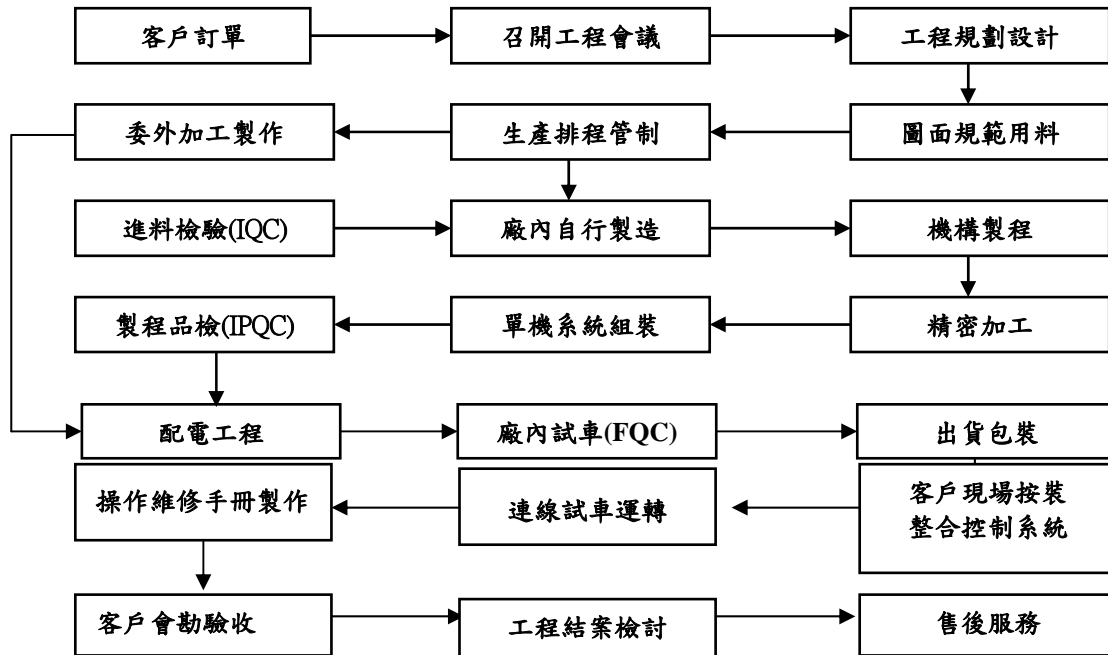 客戶訂單
召開工程會議
工程規劃設計
委外加工製作
生產排程管制
圖面規範用料
進料檢驗(IQC)
廠內自行製造
機構製程
製程品檢(IPQC)
單機系統組裝
精密加工
配電工程
廠內試車(FQC)
出貨包裝
操作維修手冊製作
連線試車運轉
客戶現場按裝
整合控制系統
客戶會勘驗收
工程結案檢討
售後服務